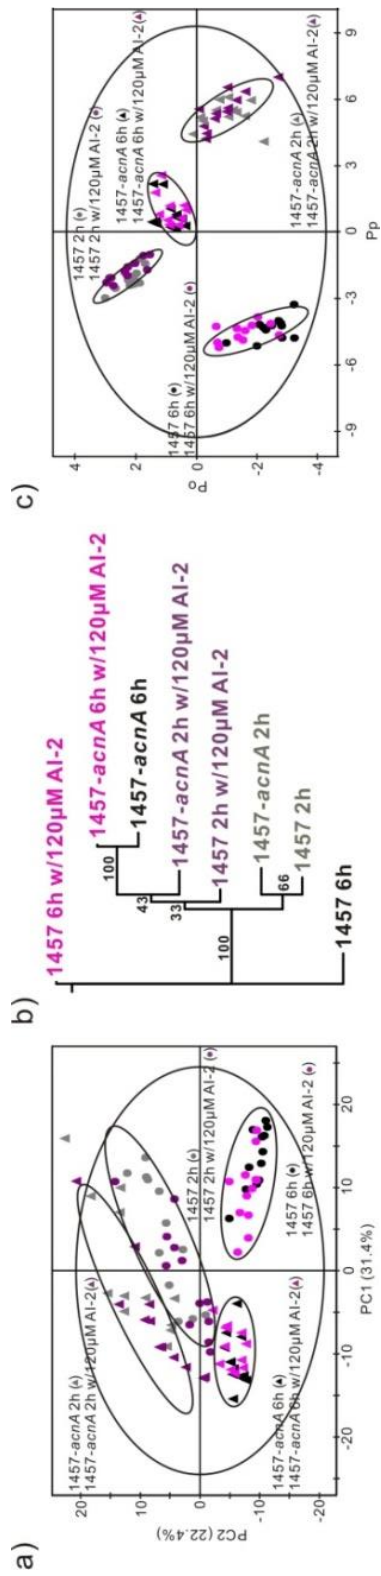 a)
1457-acnA 2h (▲)
1457-acnA 2h w/120µM AI-2(▲)
20
10
0
-10
-20
PC2 (22.4%)
1457 2h (●)
1457 2h w/120µM AI-2 (●)
1457-acnA 6h (▲)
1457-acnA 6h w/120µM AI-2(▲)
1457 6h (●)
1457 6h w/120µM AI-2 (●)
-20
-10
0
10
20
PC1 (31.4%)
b)
1457 6h w/120µM AI-2
1457-acnA 6h w/120µM AI-2
100
1457-acnA 6h
43
1457-acnA 2h w/120µM AI-2
33
1457 2h w/120µM AI-2
100
1457-acnA 2h
66
1457 2h
1457 6h
c)
4
2
0
-2
-4
Po
1457 2h (●)
1457 2h w/120µM AI-2 (●)
1457-acnA 6h (▲)
1457-acnA 6h w/120µM AI-2(▲)
1457 6h (●)
1457 6h w/120µM AI-2 (●)
1457-acnA 2h (▲)
1457-acnA 2h w/120µM AI-2(▲)
-9
-6
-3
0
3
6
9
Pp